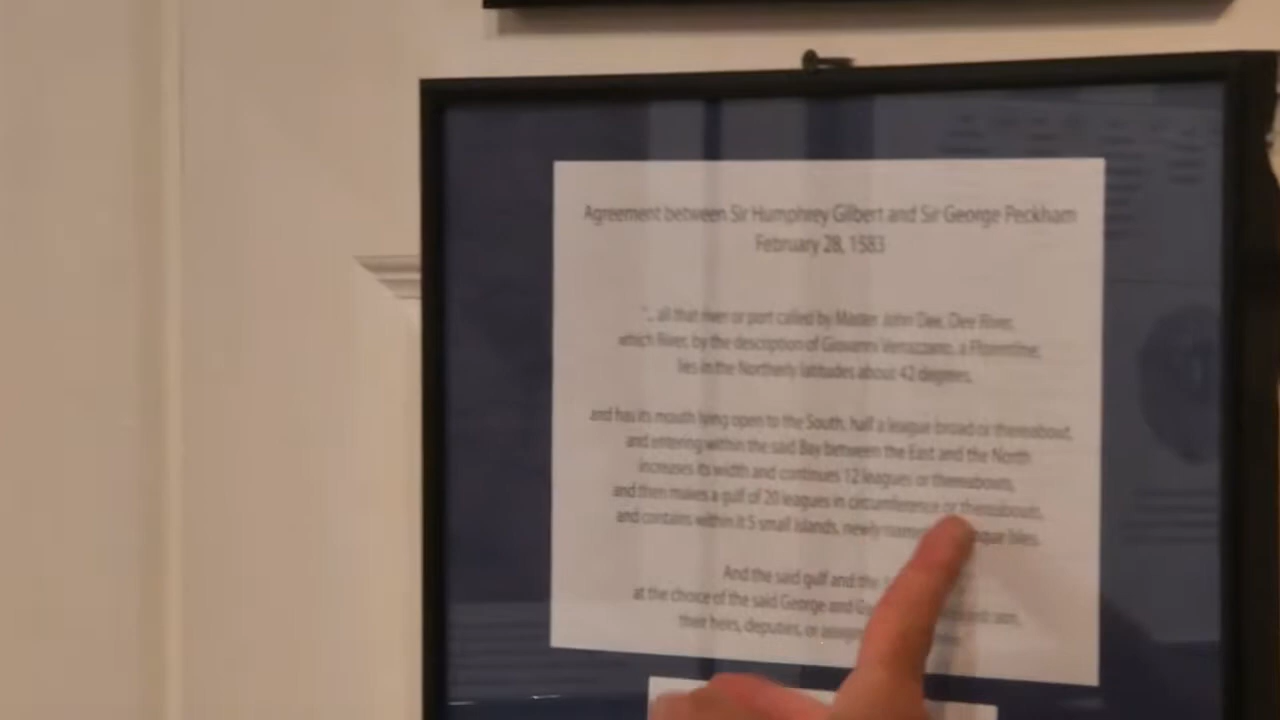 Agreement between Sir Humphrey Gilbert and Sir George Peckham
February 28, 1583
"... all that river or port called by Master John Dee, Dee River,
which River, by the description of Giovanni Verrazzano, a Florentine,
lies in the Northerly latitudes about 42 degrees,
and has its mouth lying open to the South, half a league broad or thereabout,
and entering within the said Bay between the East and the North
increases its width and continues 12 leagues or thereabouts,
and then makes a gulf of 20 leagues in circumference or thereabouts,
and contains within it 5 small islands, newly Isles.
And the said gulf and the
at the choice of the said George and
their heirs, deputies, or